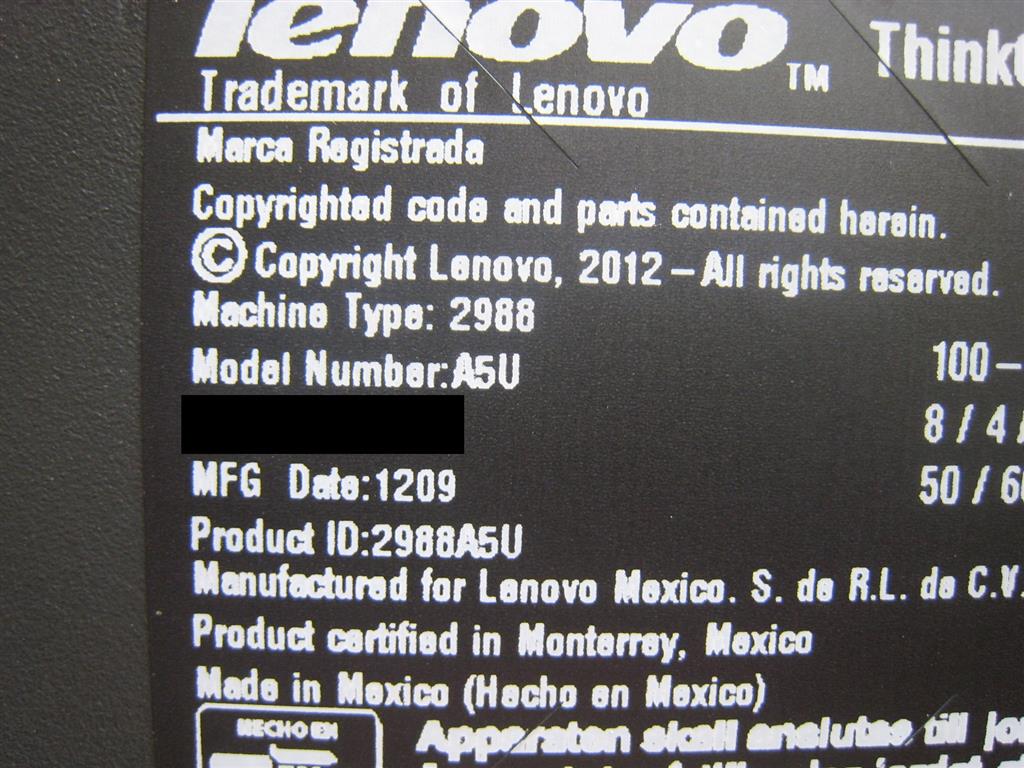 lenovo TM
Trademark of Lenovo
Marca Registrada
Copyrighted code and parts contained herein.
© Copyright Lenovo, 2012 – All rights reserved.
Machine Type: 2988
Model Number:A5U 100 –
8 / 4
MFG Date:1209 50 / 60
Product ID:2988A5U
Manufactured for Lenovo Mexico. S. de R.L. de C.V.
Product certified in Monterrey, Mexico
Made in Mexico (Hecho en Mexico)
HECHO EN
Apparaten skall anslutas till